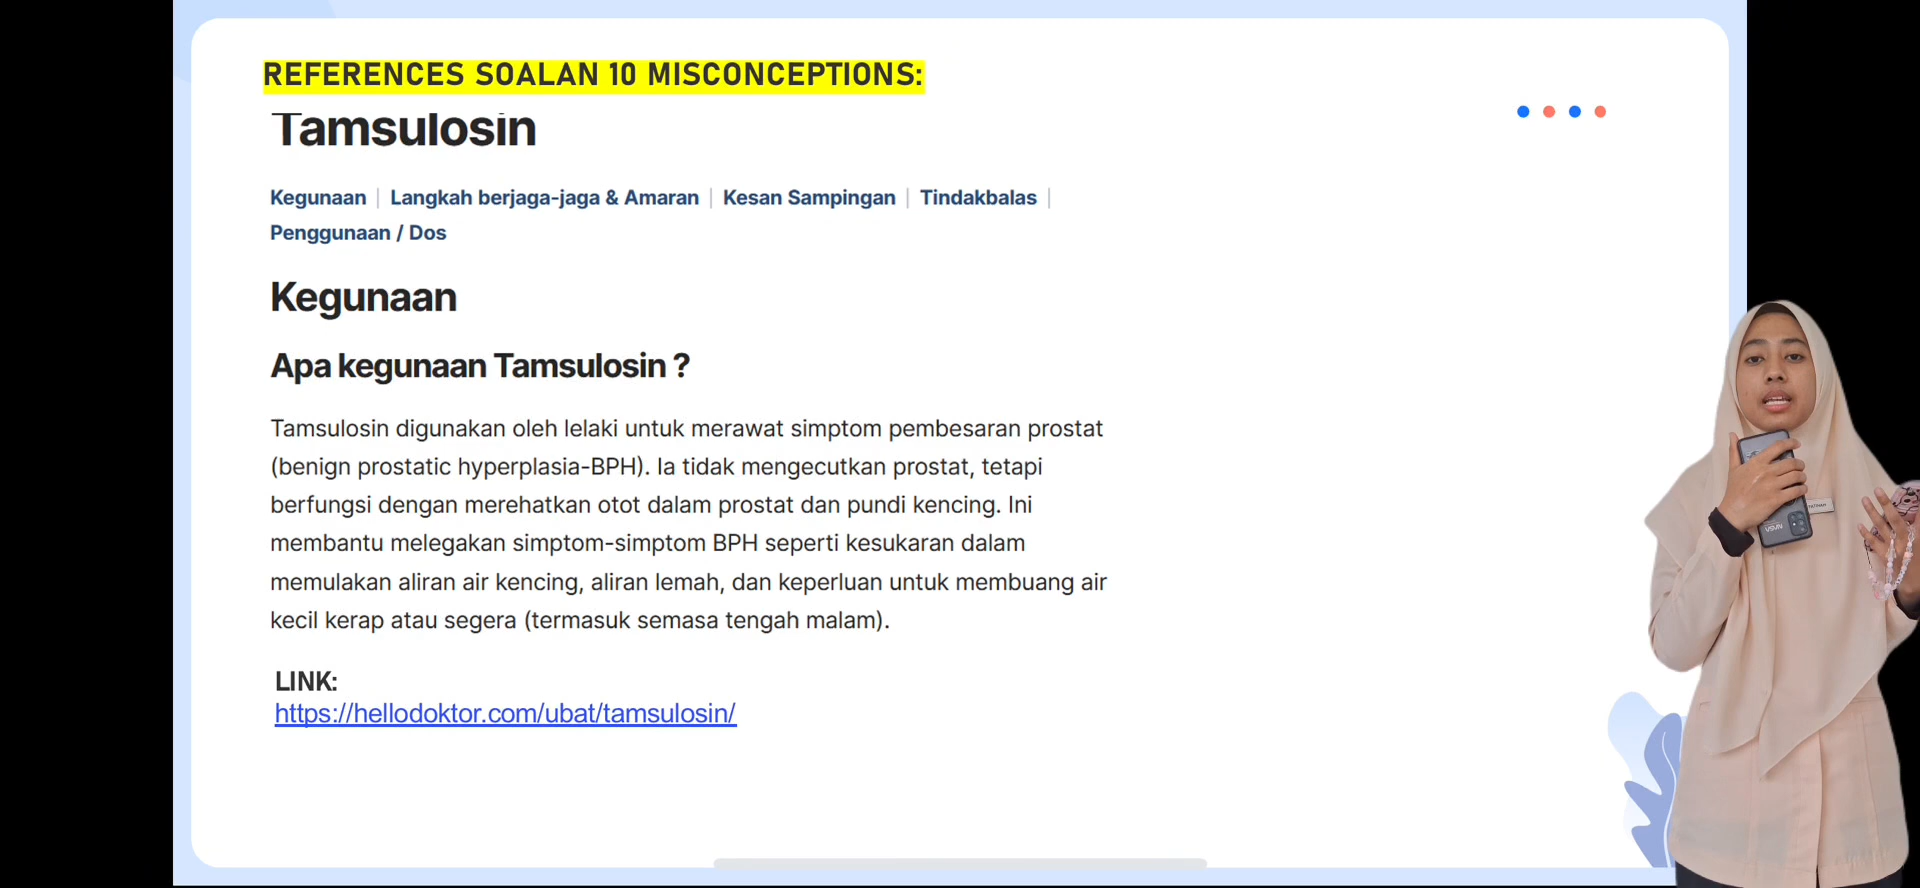 REFERENCES SOALAN 10 MISCONCEPTIONS:
Tamsulosin
Kegunaan | Langkah berjaga-jaga & Amaran | Kesan Sampingan | Tindakbalas |
Penggunaan / Dos
Kegunaan
Apa kegunaan Tamsulosin ?
Tamsulosin digunakan oleh lelaki untuk merawat simptom pembesaran prostat
(benign prostatic hyperplasia-BPH). Ia tidak mengecutkan prostat, tetapi
berfungsi dengan merehatkan otot dalam prostat dan pundi kencing. Ini
membantu melegakan simptom-simptom BPH seperti kesukaran dalam
memulakan aliran air kencing, aliran lemah, dan keperluan untuk membuang air
kecil kerap atau segera (termasuk semasa tengah malam).
LINK:
https://hellodoktor.com/ubat/tamsulosin/